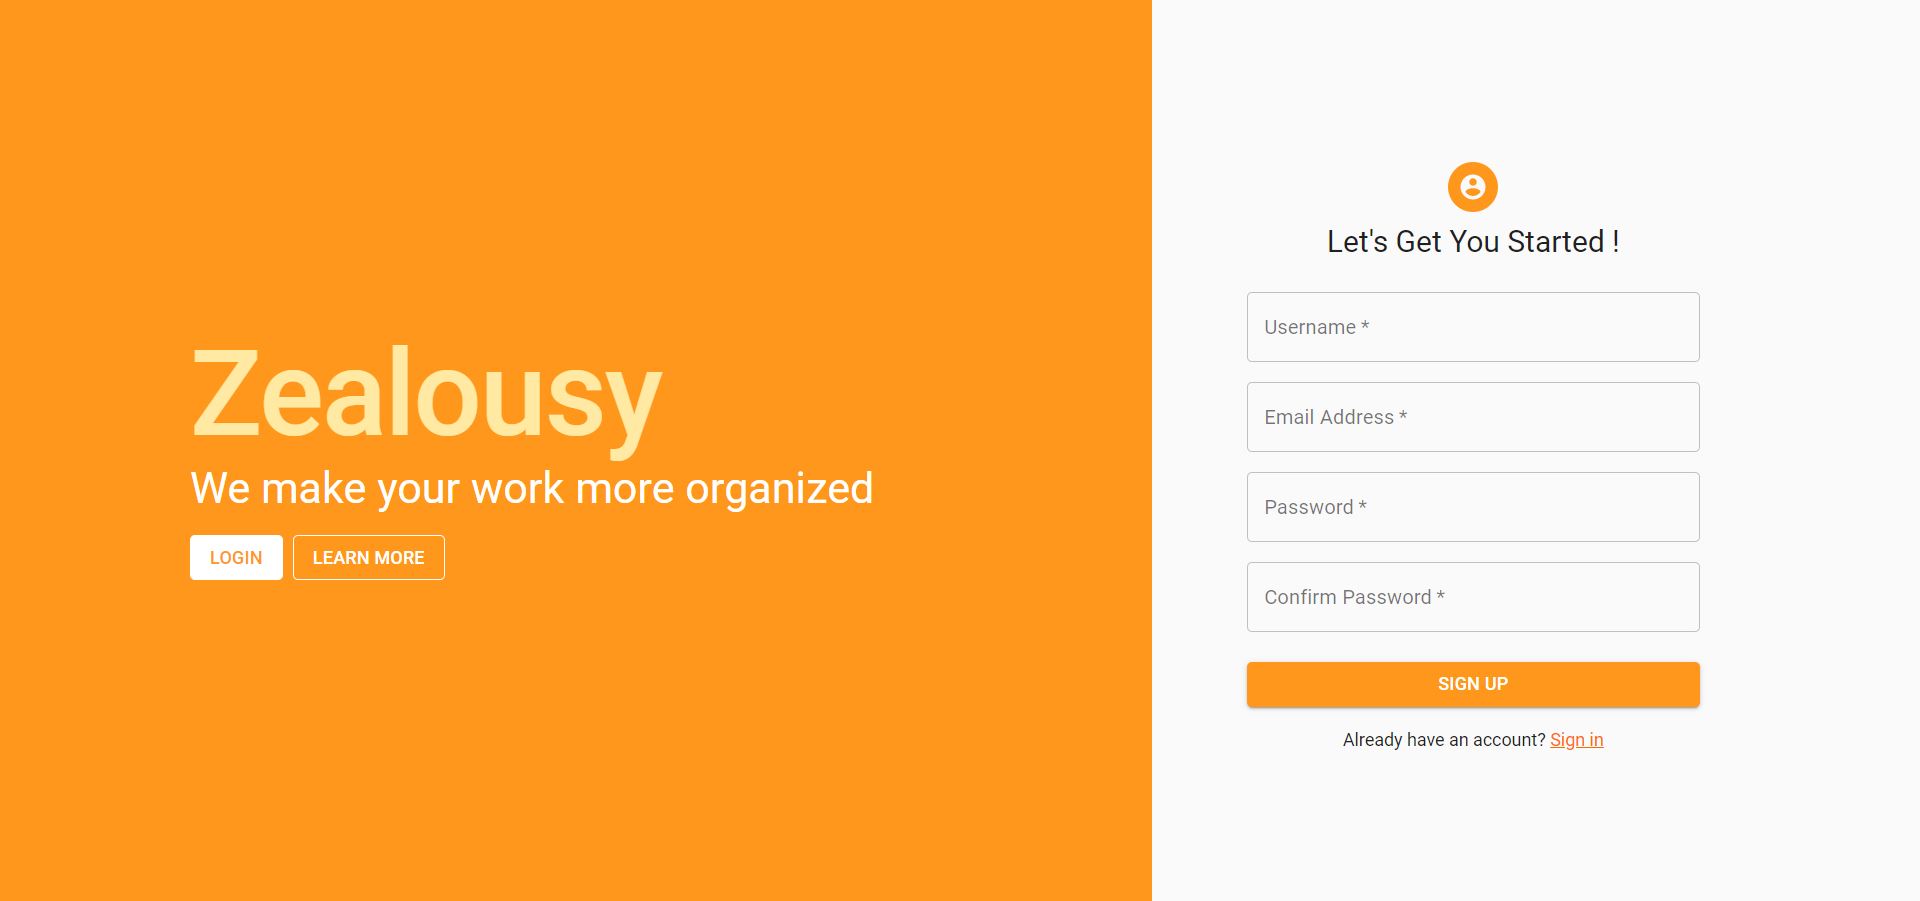 Zealousy
We make your work more organized
LOGIN
LEARN MORE
Let's Get You Started !
Username *
Email Address *
Password *
Confirm Password *
SIGN UP
Already have an account? Sign in